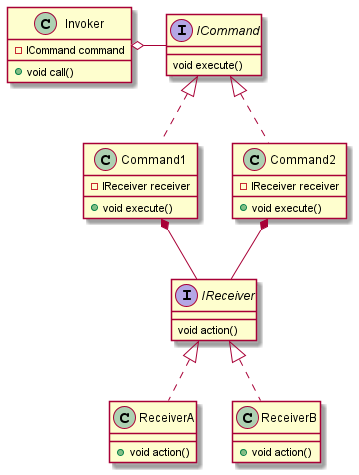 C Invoker
ICommand command
void call()
I ICommand
void execute()
C Command1
IReceiver receiver
void execute()
C Command2
IReceiver receiver
void execute()
I IReceiver
void action()
C ReceiverA
void action()
C ReceiverB
void action()